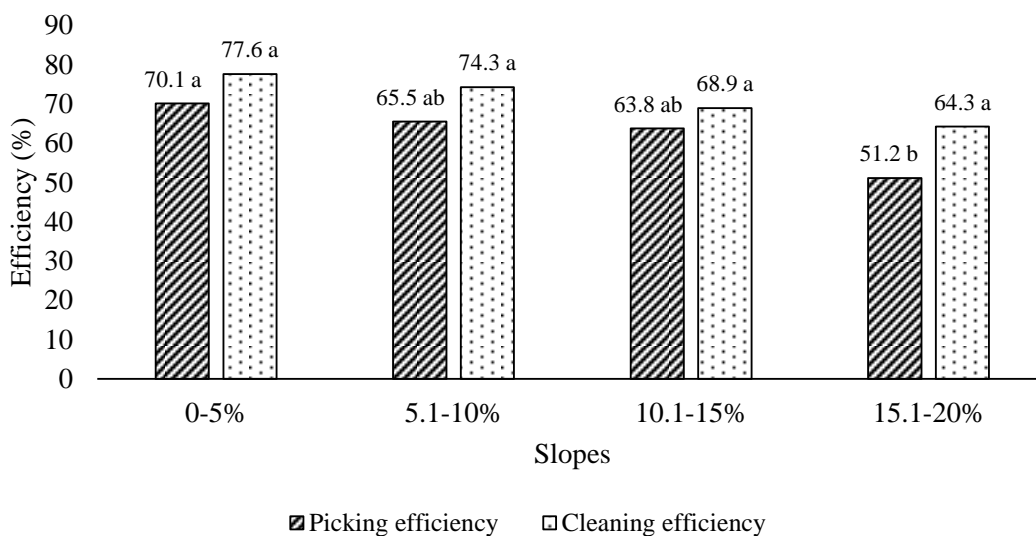 90
80
70
60
50
40
30
20
10
0
Efficiency (%)
70.1 a
77.6 a
65.5 ab
74.3 a
63.8 ab
68.9 a
51.2 b
64.3 a
0-5%
5.1-10%
10.1-15%
15.1-20%
Slopes
Picking efficiency
Cleaning efficiency